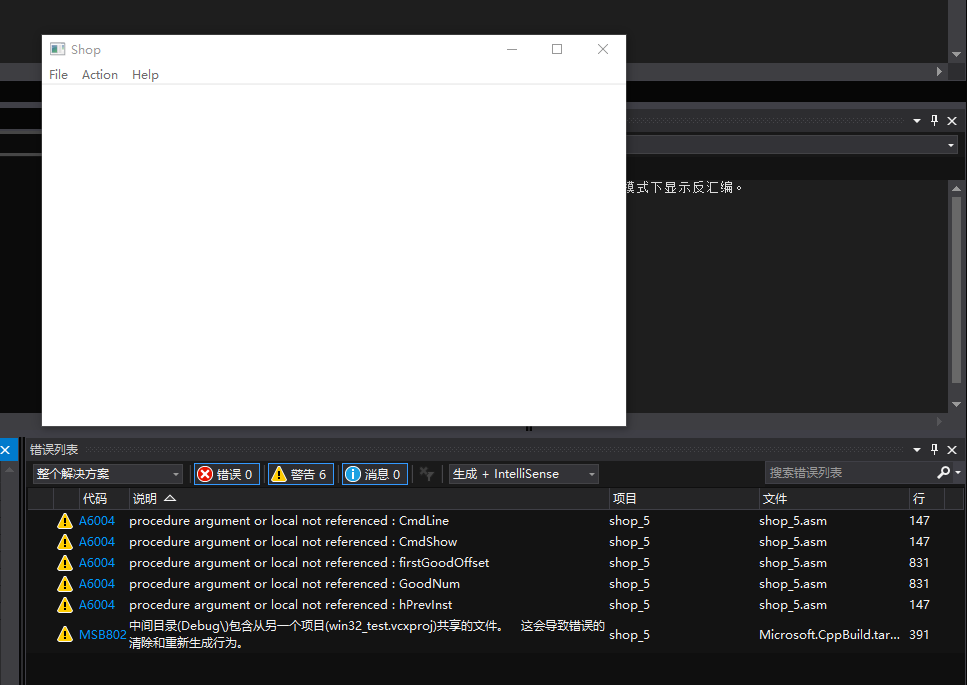 Shop
File Action Help
模式下显示反汇编。
错误列表
整个解决方案 错误 0 警告 6 消息 0 生成 + IntelliSense 搜索错误列表
代码 说明 项目 文件 行
A6004 procedure argument or local not referenced : CmdLine shop_5 shop_5.asm 147
A6004 procedure argument or local not referenced : CmdShow shop_5 shop_5.asm 147
A6004 procedure argument or local not referenced : firstGoodOffset shop_5 shop_5.asm 831
A6004 procedure argument or local not referenced : GoodNum shop_5 shop_5.asm 831
A6004 procedure argument or local not referenced : hPrevInst shop_5 shop_5.asm 147
MSB802 中间目录(Debug\)包含从另一个项目(win32_test.vcxproj)共享的文件。 这会导致错误的 shop_5 Microsoft.CppBuild.tar... 391
清除和重新生成行为。